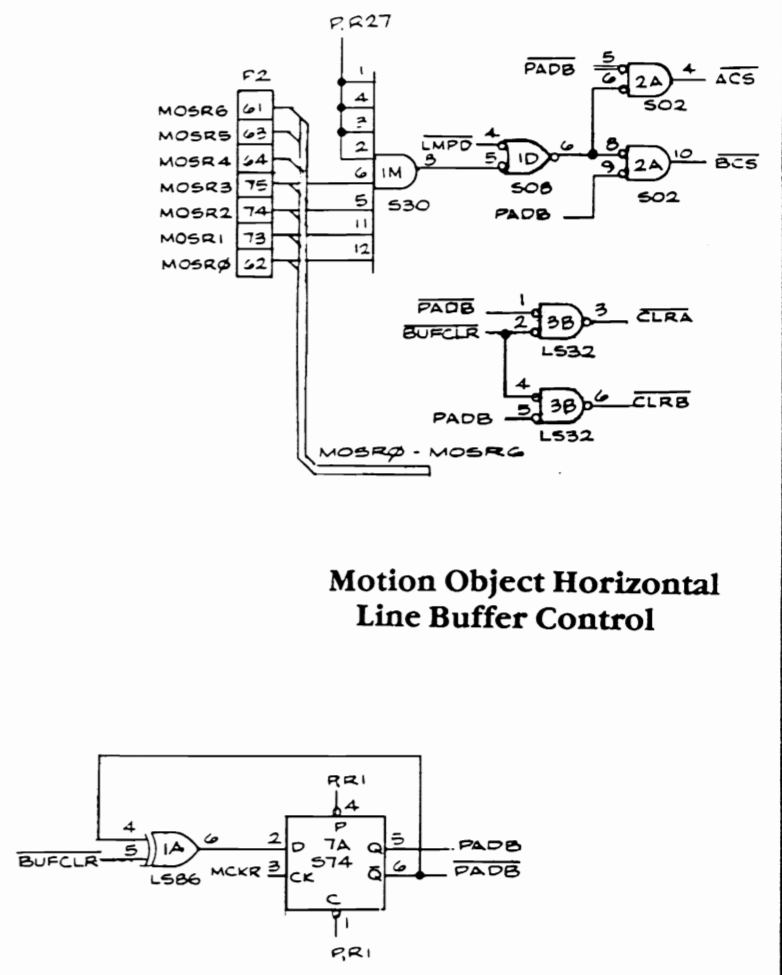 P,R27
F2
MOSR6 61
MOSR5 63
MOSR4 64
MOSR3 75
MOSR2 74
MOSR1 73
MOSRØ 62
1
4
3
2
6
5
11
12
1M
8
S30
LMPD 4
5
1D
6
S08
PADB 5
6
2A
4
ACS
S02
8
9
2A
10
BCS
S02
PADB
PADB 1
BUFCLR 2
3B
3
CLRA
LS32
4
PADB 5
3B
6
CLRB
LS32
MOSRØ - MOSR6
Motion Object Horizontal
Line Buffer Control
4
BUFCLR 5
1A
6
LS86
P,R1
4
P
2 D
7A
S74
Q 5 PADB
MCKR 3 CK
Q 6 PADB
C
1
P,R1